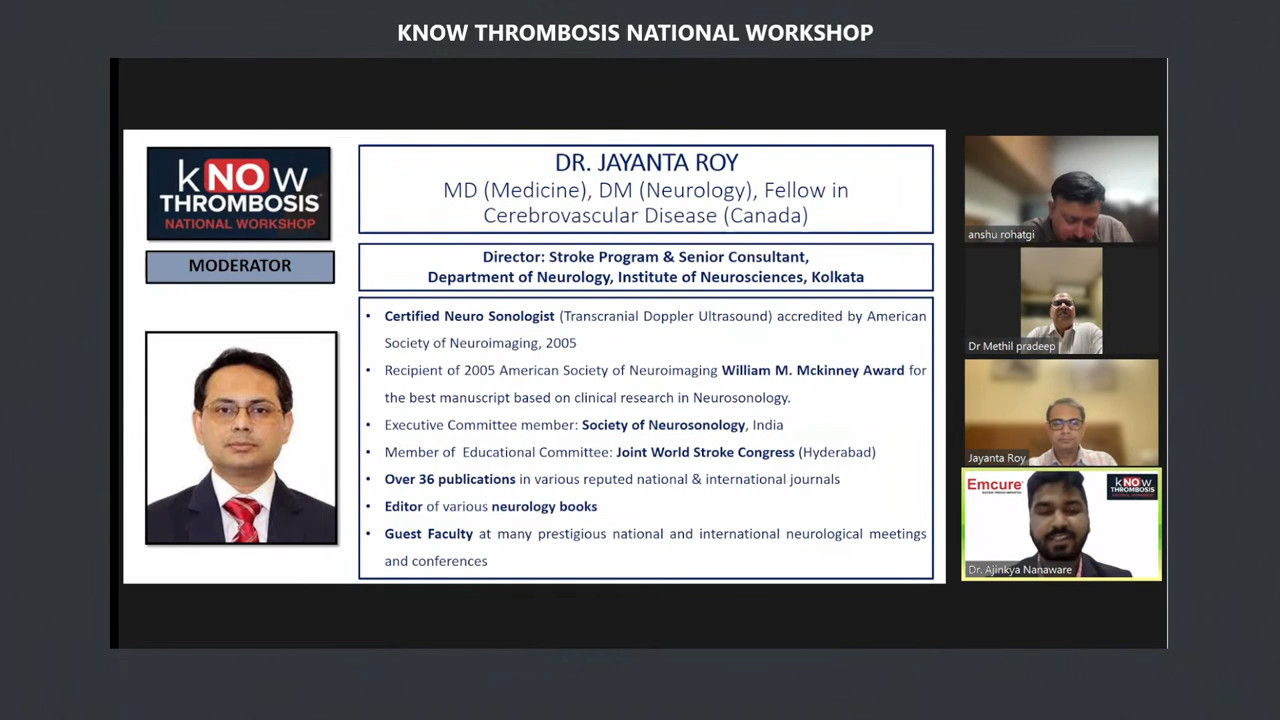 KNOW THROMBOSIS NATIONAL WORKSHOP
kNOw
THROMBOSIS
NATIONAL WORKSHOP
MODERATOR
DR. JAYANTA ROY
MD (Medicine), DM (Neurology), Fellow in
Cerebrovascular Disease (Canada)
Director: Stroke Program & Senior Consultant,
Department of Neurology, Institute of Neurosciences, Kolkata
• Certified Neuro Sonologist (Transcranial Doppler Ultrasound) accredited by American
Society of Neuroimaging, 2005
• Recipient of 2005 American Society of Neuroimaging William M. Mckinney Award for
the best manuscript based on clinical research in Neurosonology.
• Executive Committee member: Society of Neurosonology, India
• Member of Educational Committee: Joint World Stroke Congress (Hyderabad)
• Over 36 publications in various reputed national & international journals
• Editor of various neurology books
• Guest Faculty at many prestigious national and international neurological meetings
and conferences
anshu rohatgi
Dr Methil pradeep
Jayanta Roy
Emcure®
kNOw
THROMBOSIS
Dr. Ajinkya Nanaware